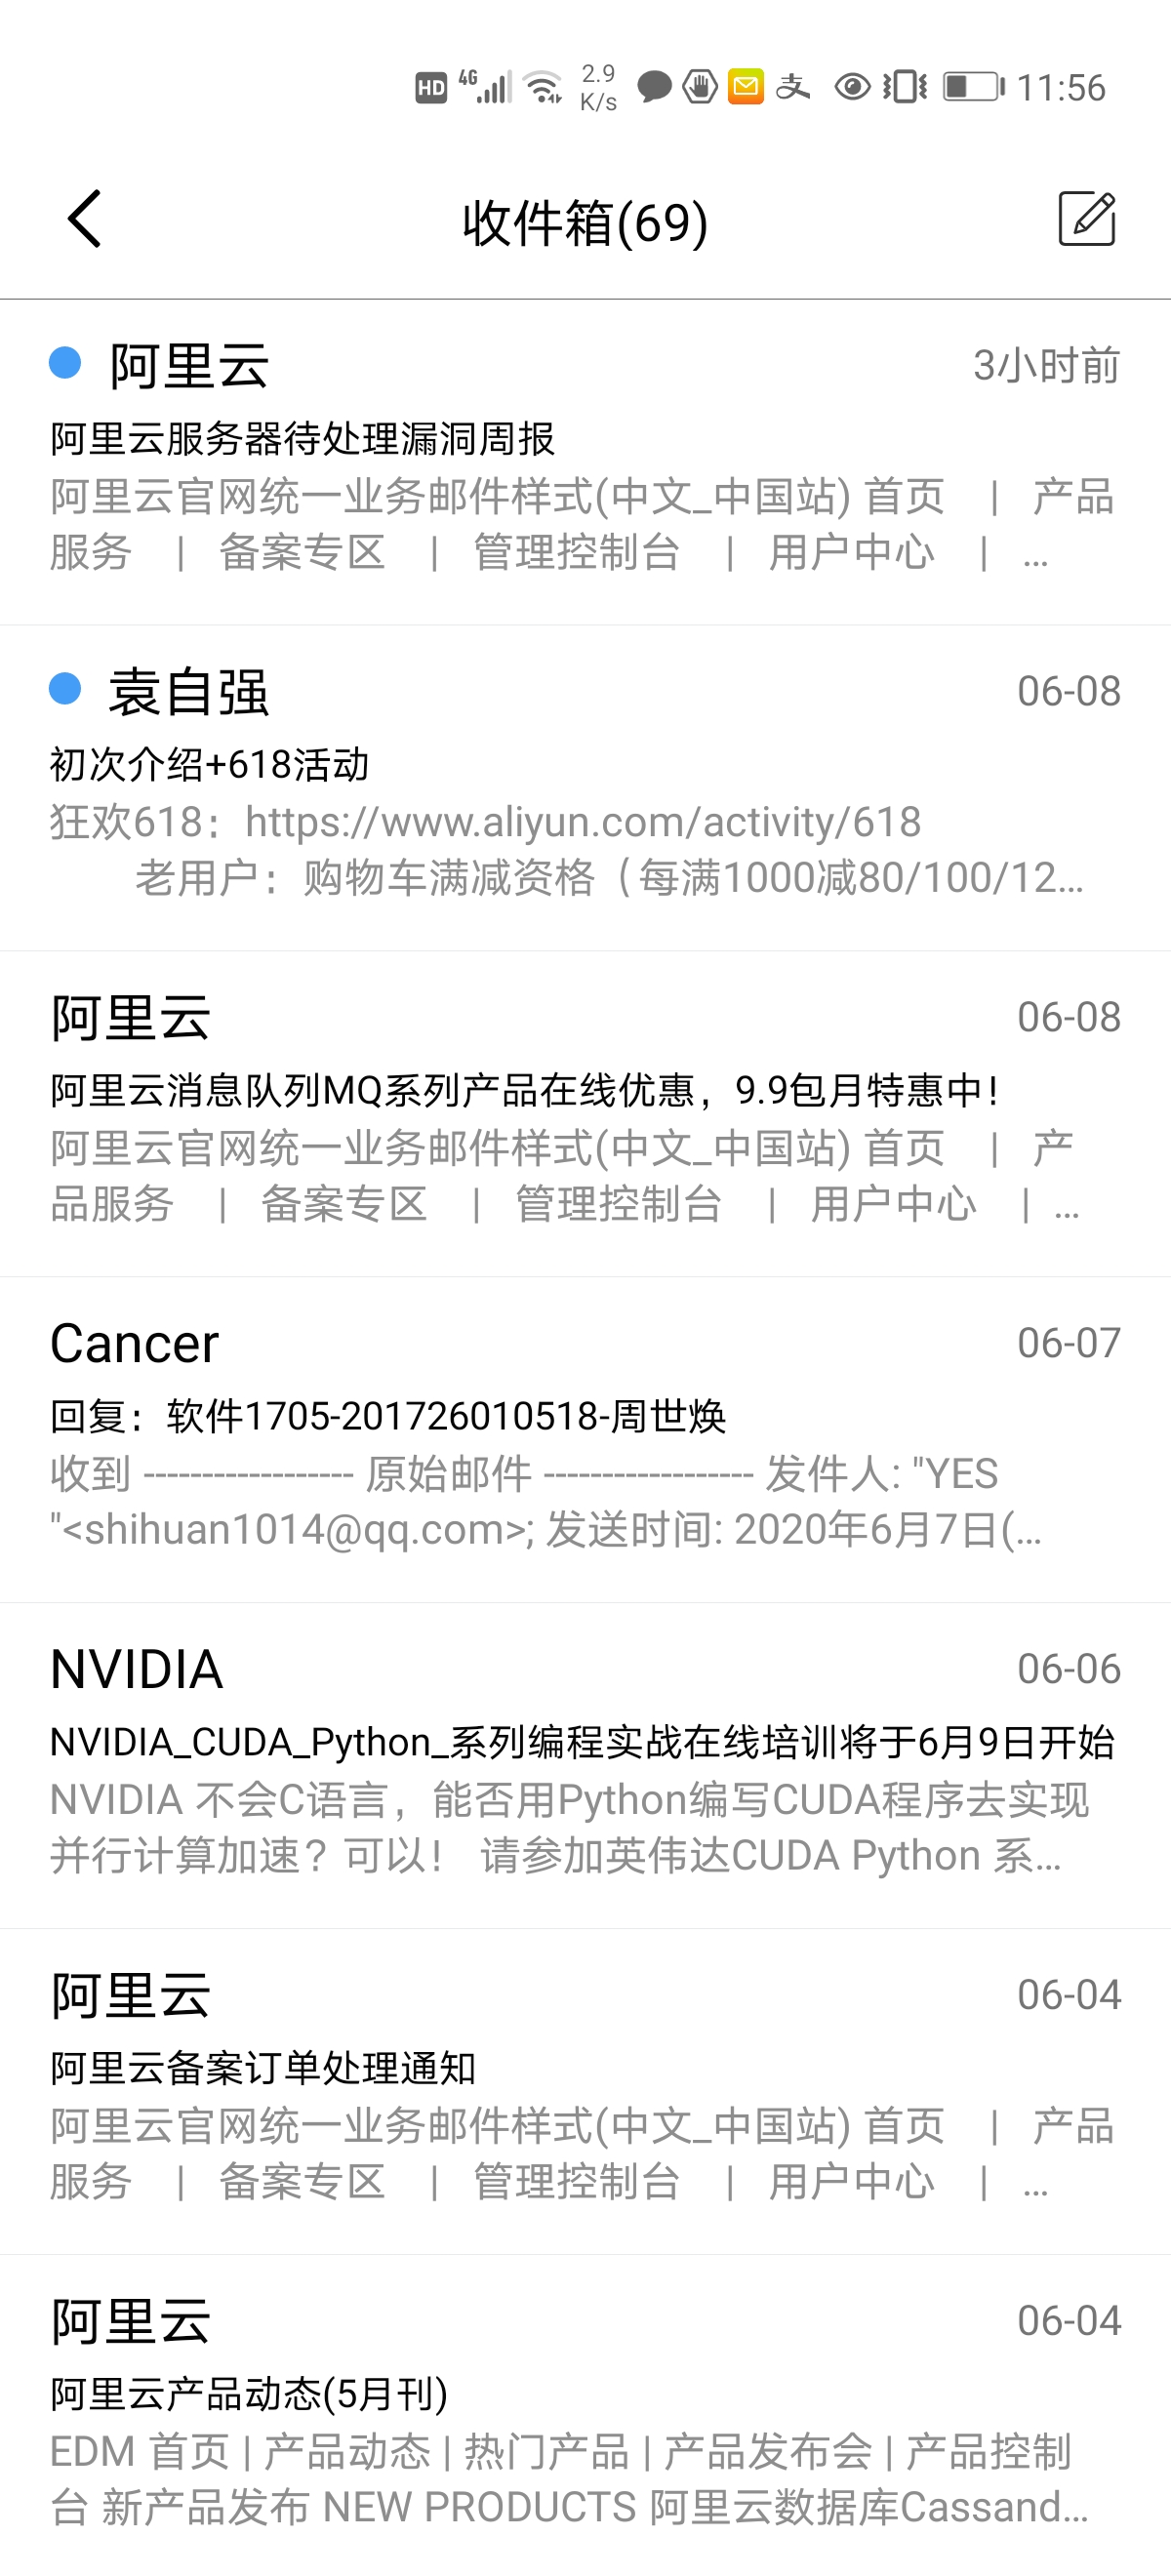 HD 4G 2.9 K/s 支 11:56
收件箱(69)
阿里云 3小时前
阿里云服务器待处理漏洞周报
阿里云官网统一业务邮件样式(中文_中国站) 首页 | 产品
服务 | 备案专区 | 管理控制台 | 用户中心 | ...
袁自强 06-08
初次介绍+618活动
狂欢618：https://www.aliyun.com/activity/618
老用户：购物车满减资格（每满1000减80/100/12...
阿里云 06-08
阿里云消息队列MQ系列产品在线优惠，9.9包月特惠中！
阿里云官网统一业务邮件样式(中文_中国站) 首页 | 产
品服务 | 备案专区 | 管理控制台 | 用户中心 | ...
Cancer 06-07
回复：软件1705-201726010518-周世焕
收到 ------------------ 原始邮件 ------------------ 发件人: "YES
"<shihuan1014@qq.com>; 发送时间: 2020年6月7日(...
NVIDIA 06-06
NVIDIA_CUDA_Python_系列编程实战在线培训将于6月9日开始
NVIDIA 不会C语言，能否用Python编写CUDA程序去实现
并行计算加速？可以！ 请参加英伟达CUDA Python 系...
阿里云 06-04
阿里云备案订单处理通知
阿里云官网统一业务邮件样式(中文_中国站) 首页 | 产品
服务 | 备案专区 | 管理控制台 | 用户中心 | ...
阿里云 06-04
阿里云产品动态(5月刊)
EDM 首页 | 产品动态 | 热门产品 | 产品发布会 | 产品控制
台 新产品发布 NEW PRODUCTS 阿里云数据库Cassand...